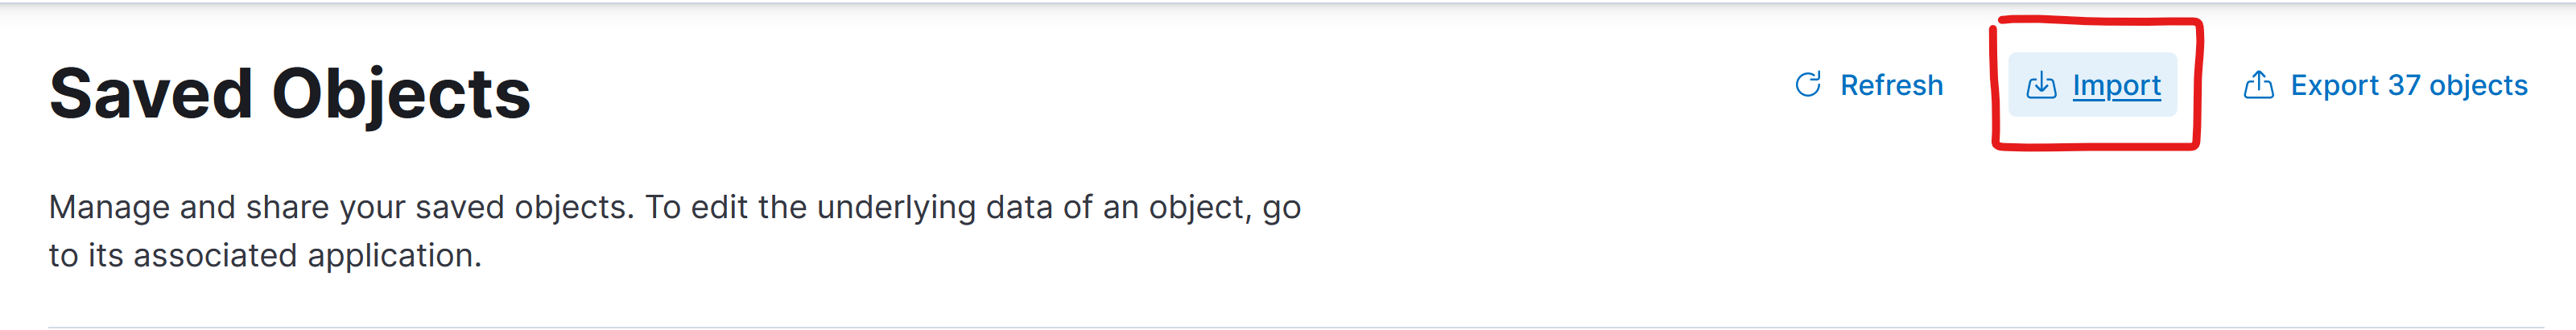 Saved Objects
Refresh
Import
Export 37 objects
Manage and share your saved objects. To edit the underlying data of an object, go
to its associated application.